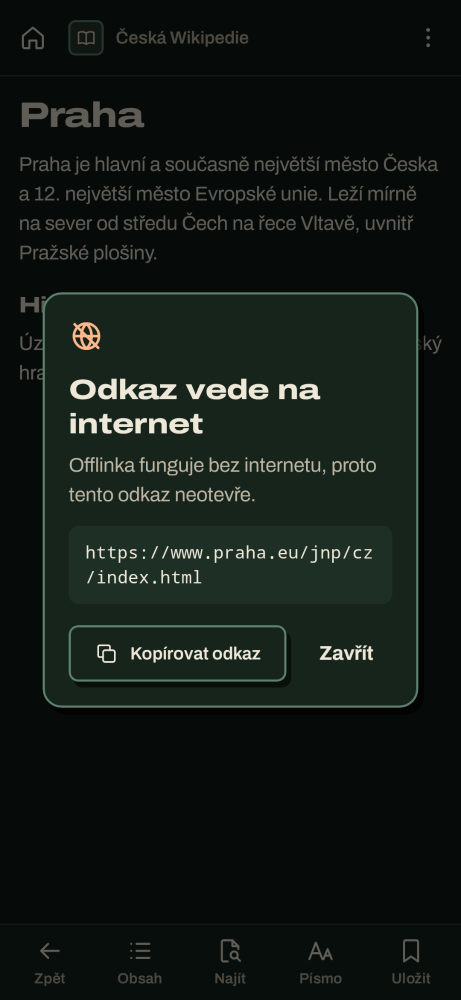 Česká Wikipedie
Praha
Praha je hlavní a současně největší město Česka
a 12. největší město Evropské unie. Leží mírně
na sever od středu Čech na řece Vltavě, uvnitř
Pražské plošiny.
Odkaz vede na
internet
Offlinka funguje bez internetu, proto
tento odkaz neotevře.
https://www.praha.eu/jnp/cz
/index.html
Kopírovat odkaz
Zavřít
Zpět
Obsah
Najít
Písmo
Uložit